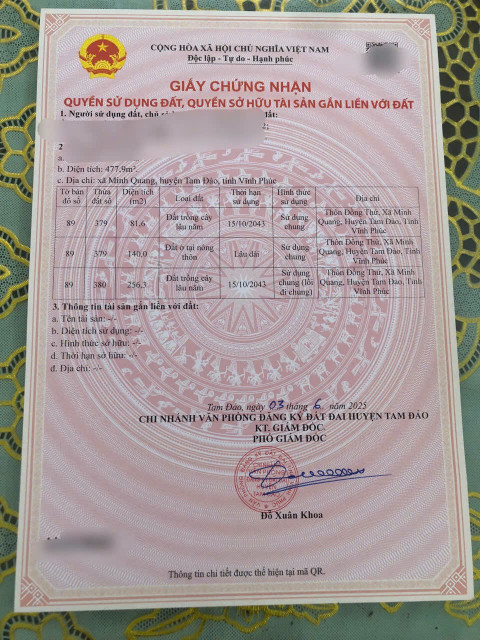 CỘNG HÒA XÃ HỘI CHỦ NGHĨA VIỆT NAM
Độc lập - Tự do - Hạnh phúc
GIẤY CHỨNG NHẬN
QUYỀN SỬ DỤNG ĐẤT, QUYỀN SỞ HỮU TÀI SẢN GẮN LIỀN VỚI ĐẤT
1. Người sử dụng đất, chủ đất:
2
a.
b. Diện tích: 477,9m².
c. Địa chỉ: xã Minh Quang, huyện Tam Đảo, tỉnh Vĩnh Phúc
Tờ bản đồ số Thửa đất số Diện tích (m2) Loại đất Thời hạn sử dụng Hình thức sử dụng Địa chỉ
89 379 81,6 Đất trồng cây lâu năm 15/10/2043 Sử dụng chung Thôn Đồng Thử, Xã Minh Quang, Huyện Tam Đảo, Tỉnh Vĩnh Phúc
89 379 140,0 Đất ở tại nông thôn Lâu dài Sử dụng chung Thôn Đồng Thử, Xã Minh Quang, Huyện Tam Đảo, Tỉnh Vĩnh Phúc
89 380 256,3 Đất trồng cây lâu năm 15/10/2043 Sử dụng chung (lối đi chung) Thôn Đồng Thử, Xã Minh Quang, Huyện Tam Đảo, Tỉnh Vĩnh Phúc
3. Thông tin tài sản gắn liền với đất:
a. Tên tài sản: -/-
b. Diện tích sử dụng: -/-
c. Hình thức sở hữu: -/-
d. Thời hạn sở hữu: -/-
đ. Địa chỉ: -/-
Tam Đảo, ngày 03 tháng 6 năm 2025
CHI NHÁNH VĂN PHÒNG ĐĂNG KÝ ĐẤT ĐAI HUYỆN TAM ĐẢO
KT. GIÁM ĐỐC
PHÓ GIÁM ĐỐC
Đỗ Xuân Khoa
Thông tin chi tiết được thể hiện tại mã QR.